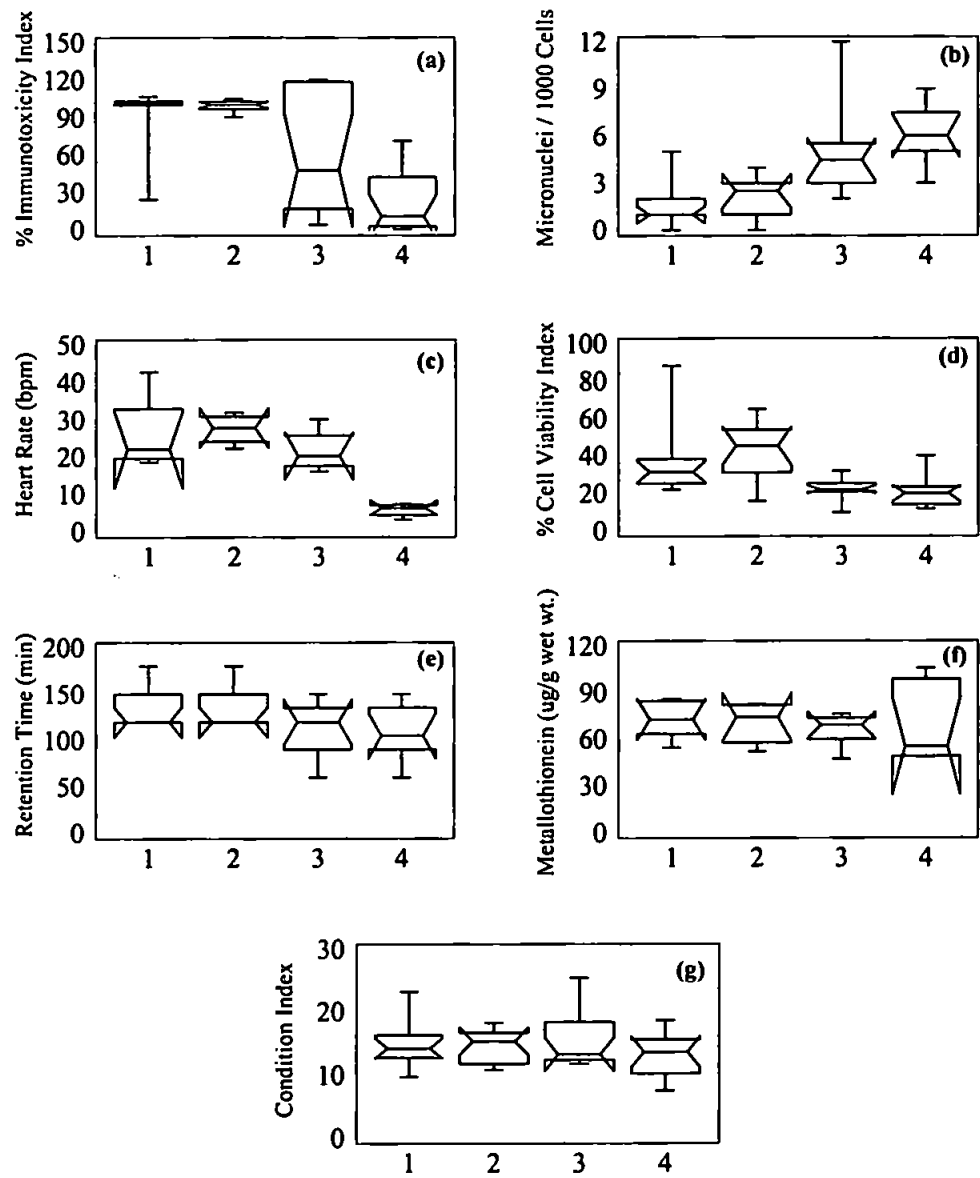 % Immunotoxicity Index
150
120
90
60
30
0
(a)
1 2 3 4
Micronuclei / 1000 Cells
12
9
6
3
0
(b)
1 2 3 4
Heart Rate (bpm)
50
40
30
20
10
0
(c)
1 2 3 4
% Cell Viability Index
100
80
60
40
20
0
(d)
1 2 3 4
Retention Time (min)
200
150
100
50
0
(e)
1 2 3 4
Metallothionein (ug/g wet wt.)
120
90
60
30
0
(f)
1 2 3 4
Condition Index
30
20
10
0
(g)
1 2 3 4